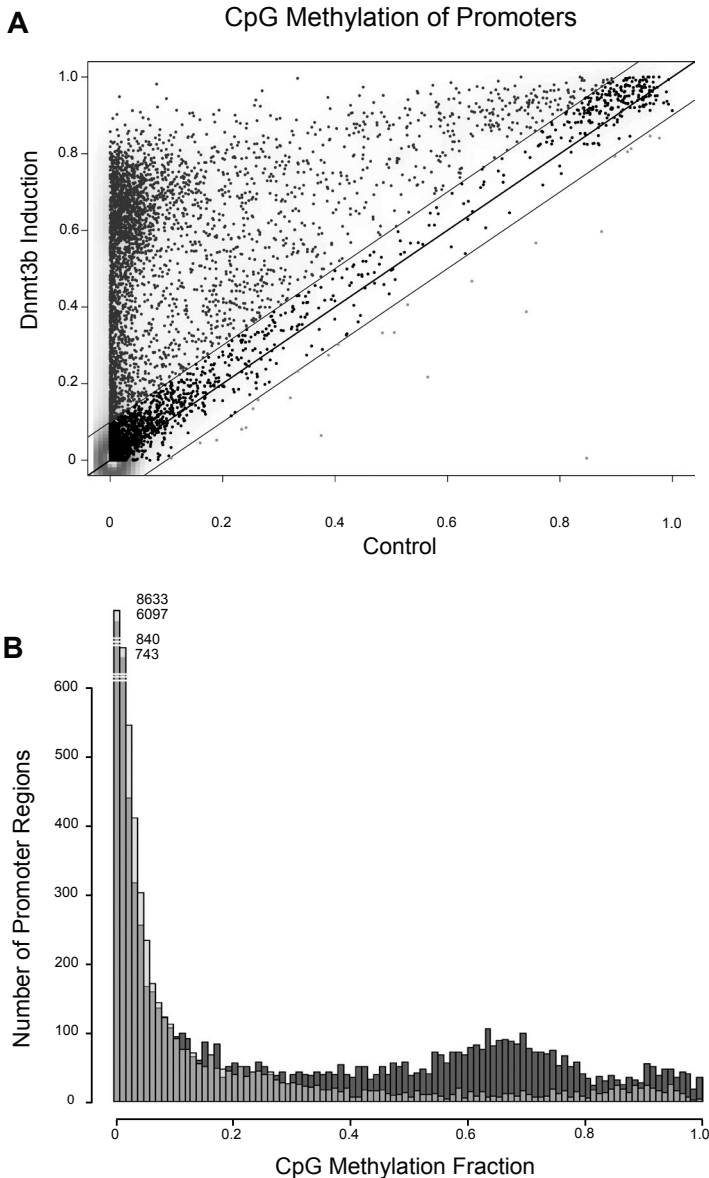 A
CpG Methylation of Promoters
1.0
0.8
0.6
0.4
0.2
0
Dnmt3b Induction
0 0.2 0.4 0.6 0.8 1.0
Control
B
8633
6097
840
743
600
500
400
300
200
100
0
Number of Promoter Regions
0 0.2 0.4 0.6 0.8 1.0
CpG Methylation Fraction